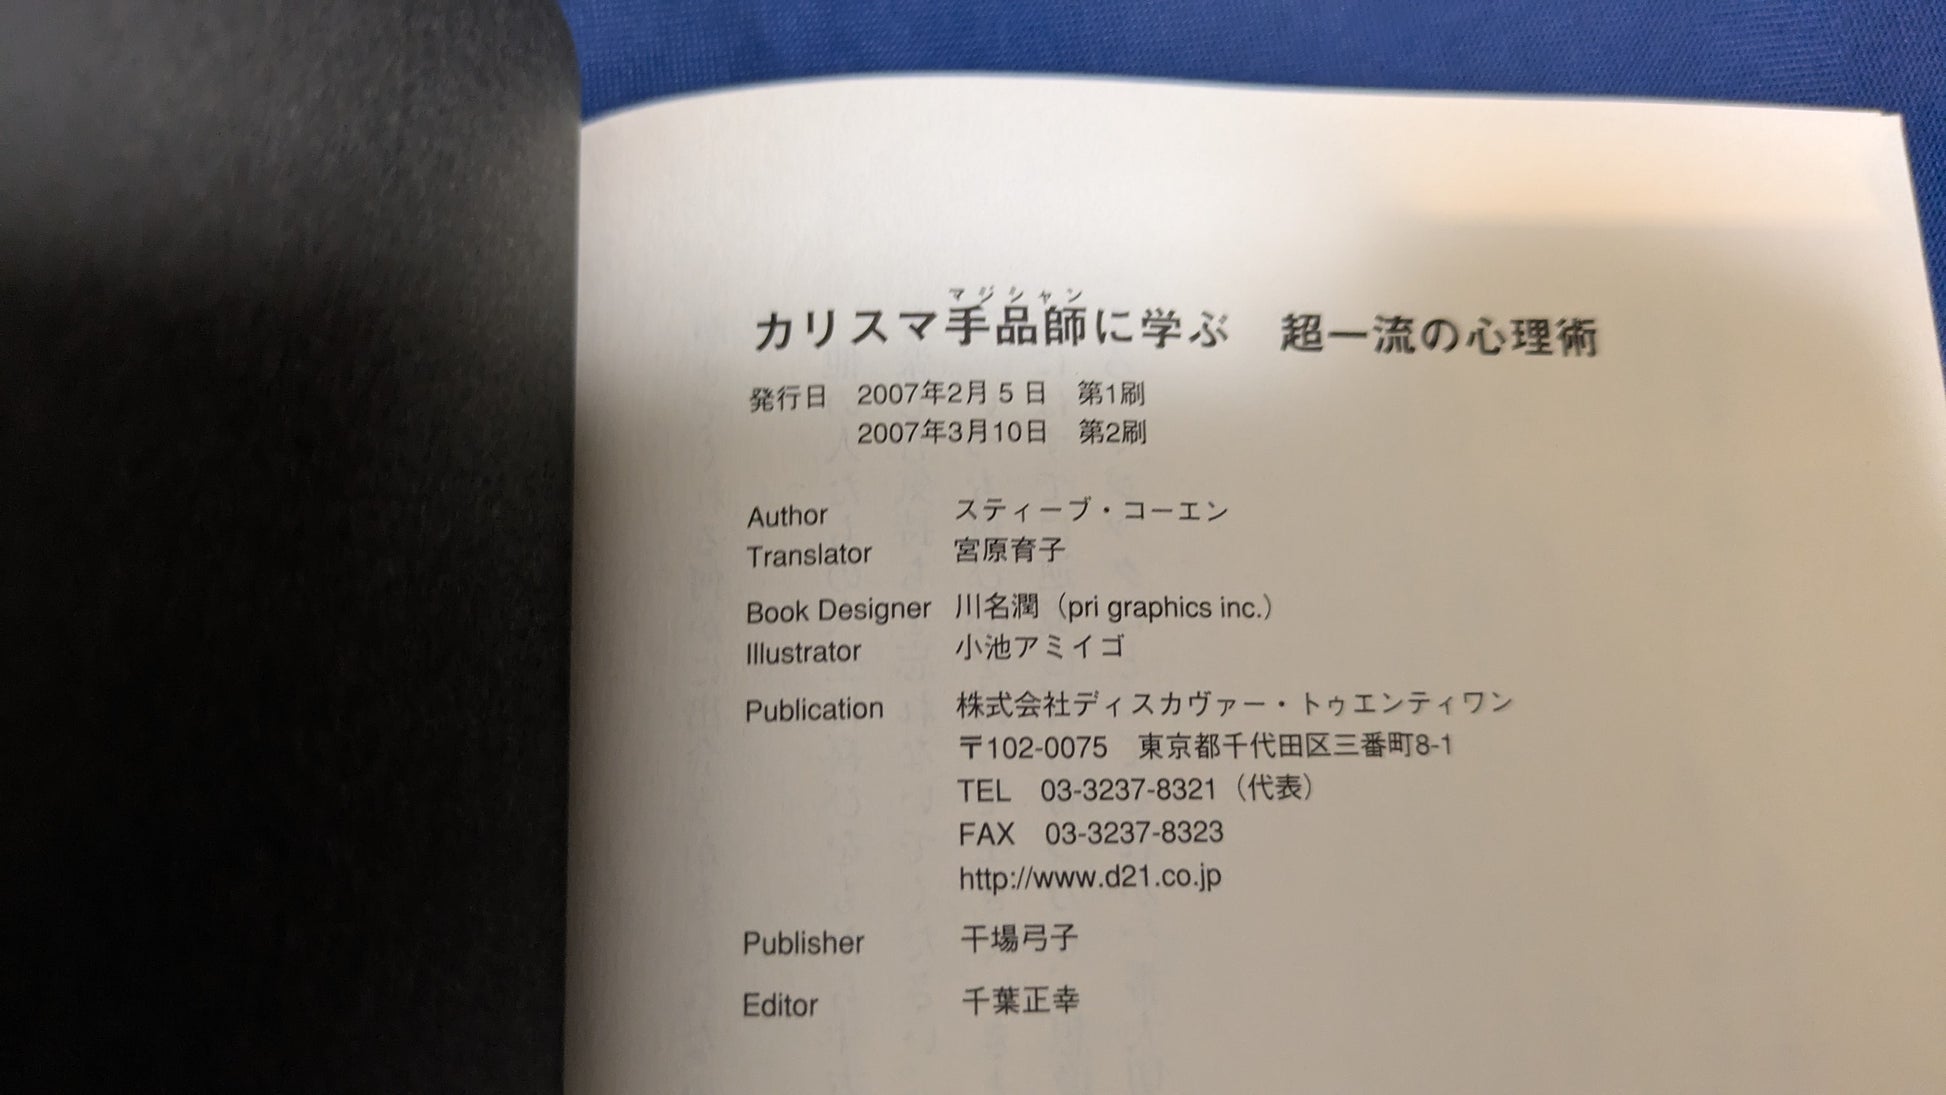 マジシャン
カリスマ手品師に学ぶ　超一流の心理術
発行日　2007年2月 5 日　第1刷
2007年3月10日　第2刷
Author　スティーブ・コーエン
Translator　宮原育子
Book Designer　川名潤（pri graphics inc.）
Illustrator　小池アミイゴ
Publication　株式会社ディスカヴァー・トゥエンティワン
〒102-0075　東京都千代田区三番町8-1
TEL　03-3237-8321（代表）
FAX　03-3237-8323
http://www.d21.co.jp
Publisher　干場弓子
Editor　千葉正幸